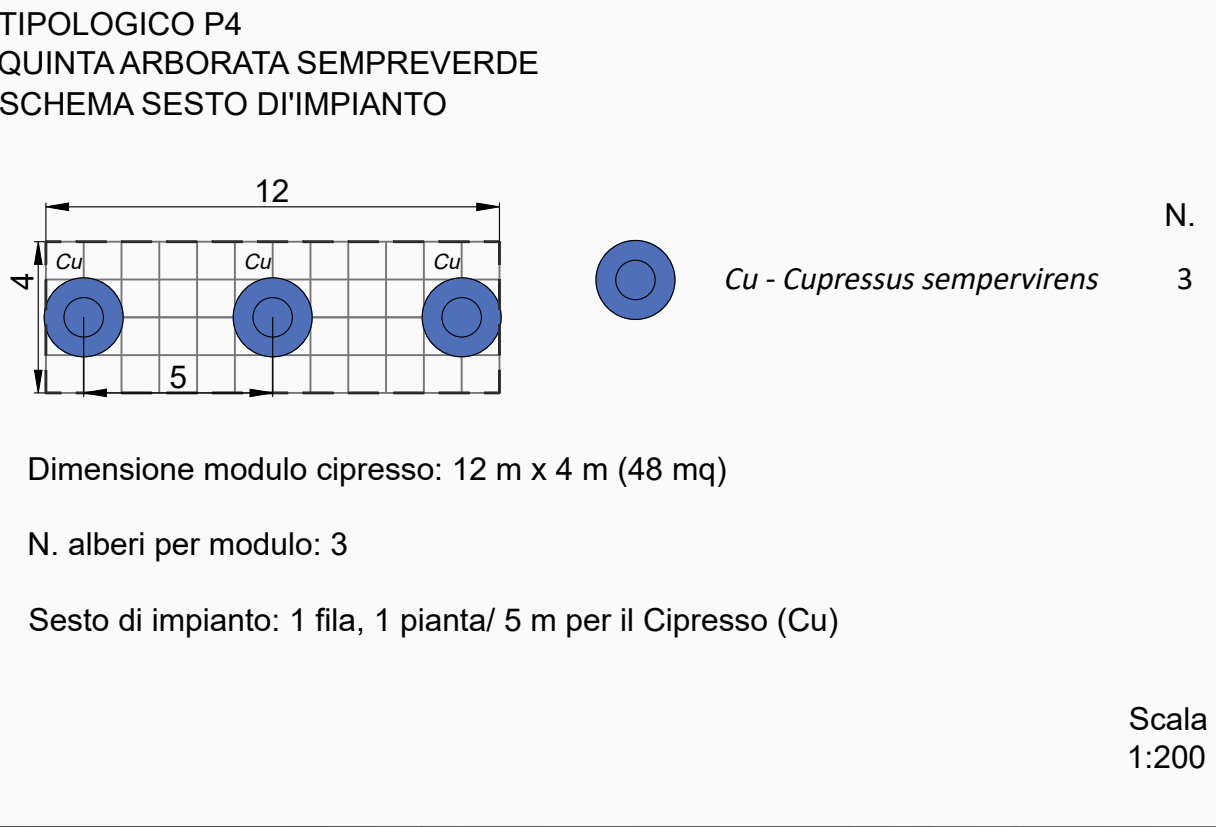 TIPOLOGICO P4
QUINTA ARBORATA SEMPREVERDE
SCHEMA SESTO DI'IMPIANTO
12
N.
4
Cu
Cu
Cu
Cu - Cupressus sempervirens 3
5
Dimensione modulo cipresso: 12 m x 4 m (48 mq)
N. alberi per modulo: 3
Sesto di impianto: 1 fila, 1 pianta/ 5 m per il Cipresso (Cu)
Scala
1:200